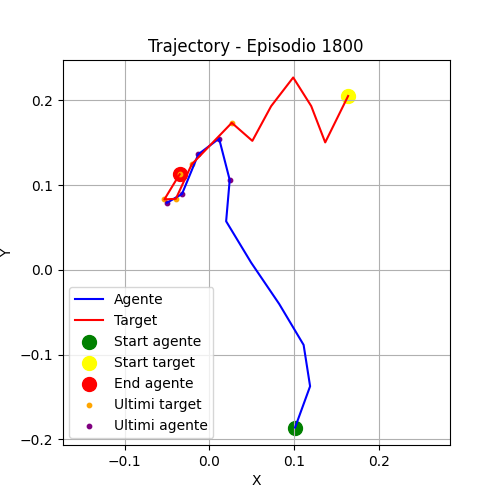 Trajectory - Episodio 1800
0.2
0.1
0.0
−0.1
−0.2
Y
Agente
Target
Start agente
Start target
End agente
Ultimi target
Ultimi agente
−0.1 0.0 0.1 0.2
X